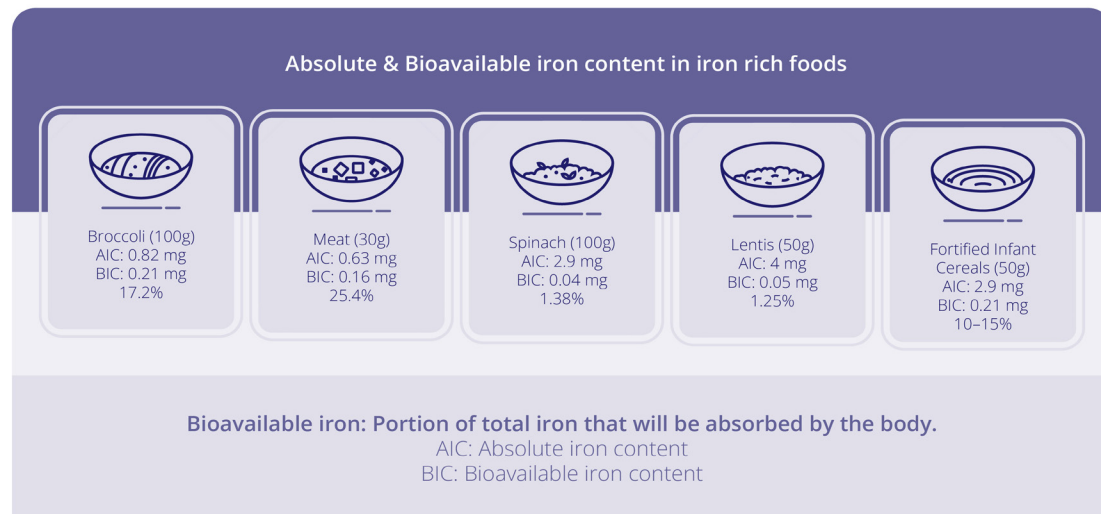 Absolute & Bioavailable iron content in iron rich foods
Broccoli (100g)
AIC: 0.82 mg
BIC: 0.21 mg
17.2%
Meat (30g)
AIC: 0.63 mg
BIC: 0.16 mg
25.4%
Spinach (100g)
AIC: 2.9 mg
BIC: 0.04 mg
1.38%
Lentis (50g)
AIC: 4 mg
BIC: 0.05 mg
1.25%
Fortified Infant
Cereals (50g)
AIC: 2.9 mg
BIC: 0.21 mg
10–15%
Bioavailable iron: Portion of total iron that will be absorbed by the body.
AIC: Absolute iron content
BIC: Bioavailable iron content